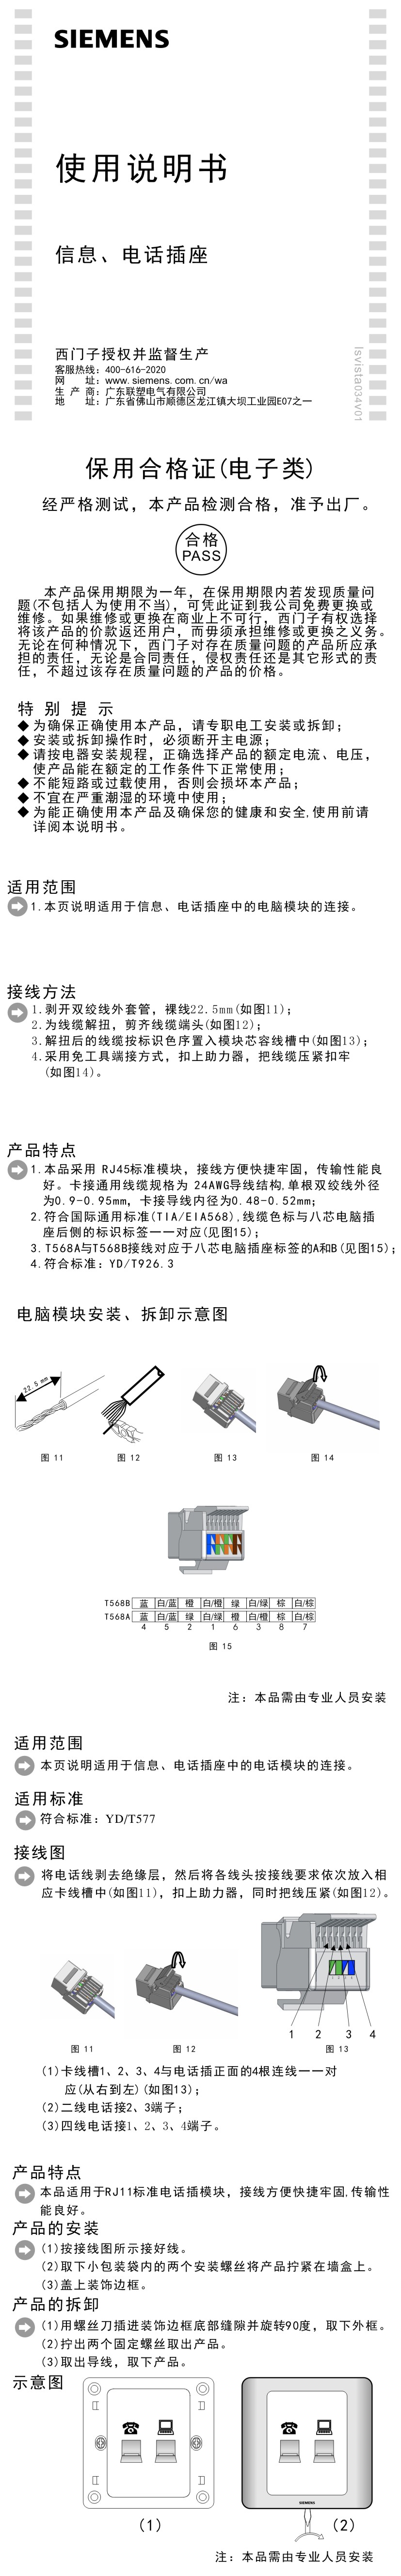 SIEMENS
使用说明书
信息、电话插座
西门子授权并监督生产
客服热线：400-616-2020
网 址：www.siemens.com.cn/wa
生 产 商：广东联塑电气有限公司
地 址：广东省佛山市顺德区龙江镇大坝工业园E07之一
lsvista034v01
保用合格证(电子类)
经严格测试，本产品检测合格，准予出厂。
合格
PASS
本产品保用期限为一年，在保用期限内若发现质量问
题(不包括人为使用不当)，可凭此证到我公司免费更换或
维修。如果维修或更换在商业上不可行，西门子有权选择
将该产品的价款返还用户，而毋须承担维修或更换之义务。
无论在何种情况下，西门子对存在质量问题的产品所应承
担的责任，无论是合同责任，侵权责任还是其它形式的责
任，不超过该存在质量问题的产品的价格。
特别提示
◆为确保正确使用本产品，请专职电工安装或拆卸；
◆安装或拆卸操作时，必须断开主电源；
◆请按电器安装规程，正确选择产品的额定电流、电压，
使产品能在额定的工作条件下正常使用；
◆不能短路或过载使用，否则会损坏本产品；
◆不宜在严重潮湿的环境中使用；
◆为能正确使用本产品及确保您的健康和安全,使用前请
详阅本说明书。
适用范围
1.本页说明适用于信息、电话插座中的电脑模块的连接。
接线方法
1.剥开双绞线外套管，裸线22.5mm(如图11)；
2.为线缆解扭，剪齐线缆端头(如图12)；
3.解扭后的线缆按标识色序置入模块芯容线槽中(如图13)；
4.采用免工具端接方式，扣上助力器，把线缆压紧扣牢
(如图14)。
产品特点
1.本品采用 RJ45标准模块，接线方便快捷牢固，传输性能良
好。卡接通用线缆规格为 24AWG导线结构,单根双绞线外径
为0.9-0.95mm，卡接导线内径为0.48-0.52mm；
2.符合国际通用标准(TIA/EIA568),线缆色标与八芯电脑插
座后侧的标识标签一一对应(见图15)；
3.T568A与T568B接线对应于八芯电脑插座标签的A和B(见图15)；
4.符合标准：YD/T926.3
电脑模块安装、拆卸示意图
22.5 mm
图 11
图 12
图 13
图 14
T568B 蓝 白/蓝 橙 白/橙 绿 白/绿 棕 白/棕
T568A 蓝 白/蓝 绿 白/绿 橙 白/橙 棕 白/棕
4 5 2 1 6 3 8 7
图 15
注：本品需由专业人员安装
适用范围
本页说明适用于信息、电话插座中的电话模块的连接。
适用标准
符合标准：YD/T577
接线图
将电话线剥去绝缘层，然后将各线头按接线要求依次放入相
应卡线槽中(如图11)，扣上助力器，同时把线压紧(如图12)。
1 2 3 4
图 11
图 12
图 13
(1)卡线槽1、2、3、4与电话插正面的4根连线一一对
应(从右到左)(如图13)；
(2)二线电话接2、3端子；
(3)四线电话接1、2、3、4端子。
产品特点
本品适用于RJ11标准电话插模块，接线方便快捷牢固,传输性
能良好。
产品的安装
(1)按接线图所示接好线。
(2)取下小包装袋内的两个安装螺丝将产品拧紧在墙盒上。
(3)盖上装饰边框。
产品的拆卸
(1)用螺丝刀插进装饰边框底部缝隙并旋转90度，取下外框。
(2)拧出两个固定螺丝取出产品。
(3)取出导线，取下产品。
示意图
SIEMENS
(1)
(2)
注：本品需由专业人员安装